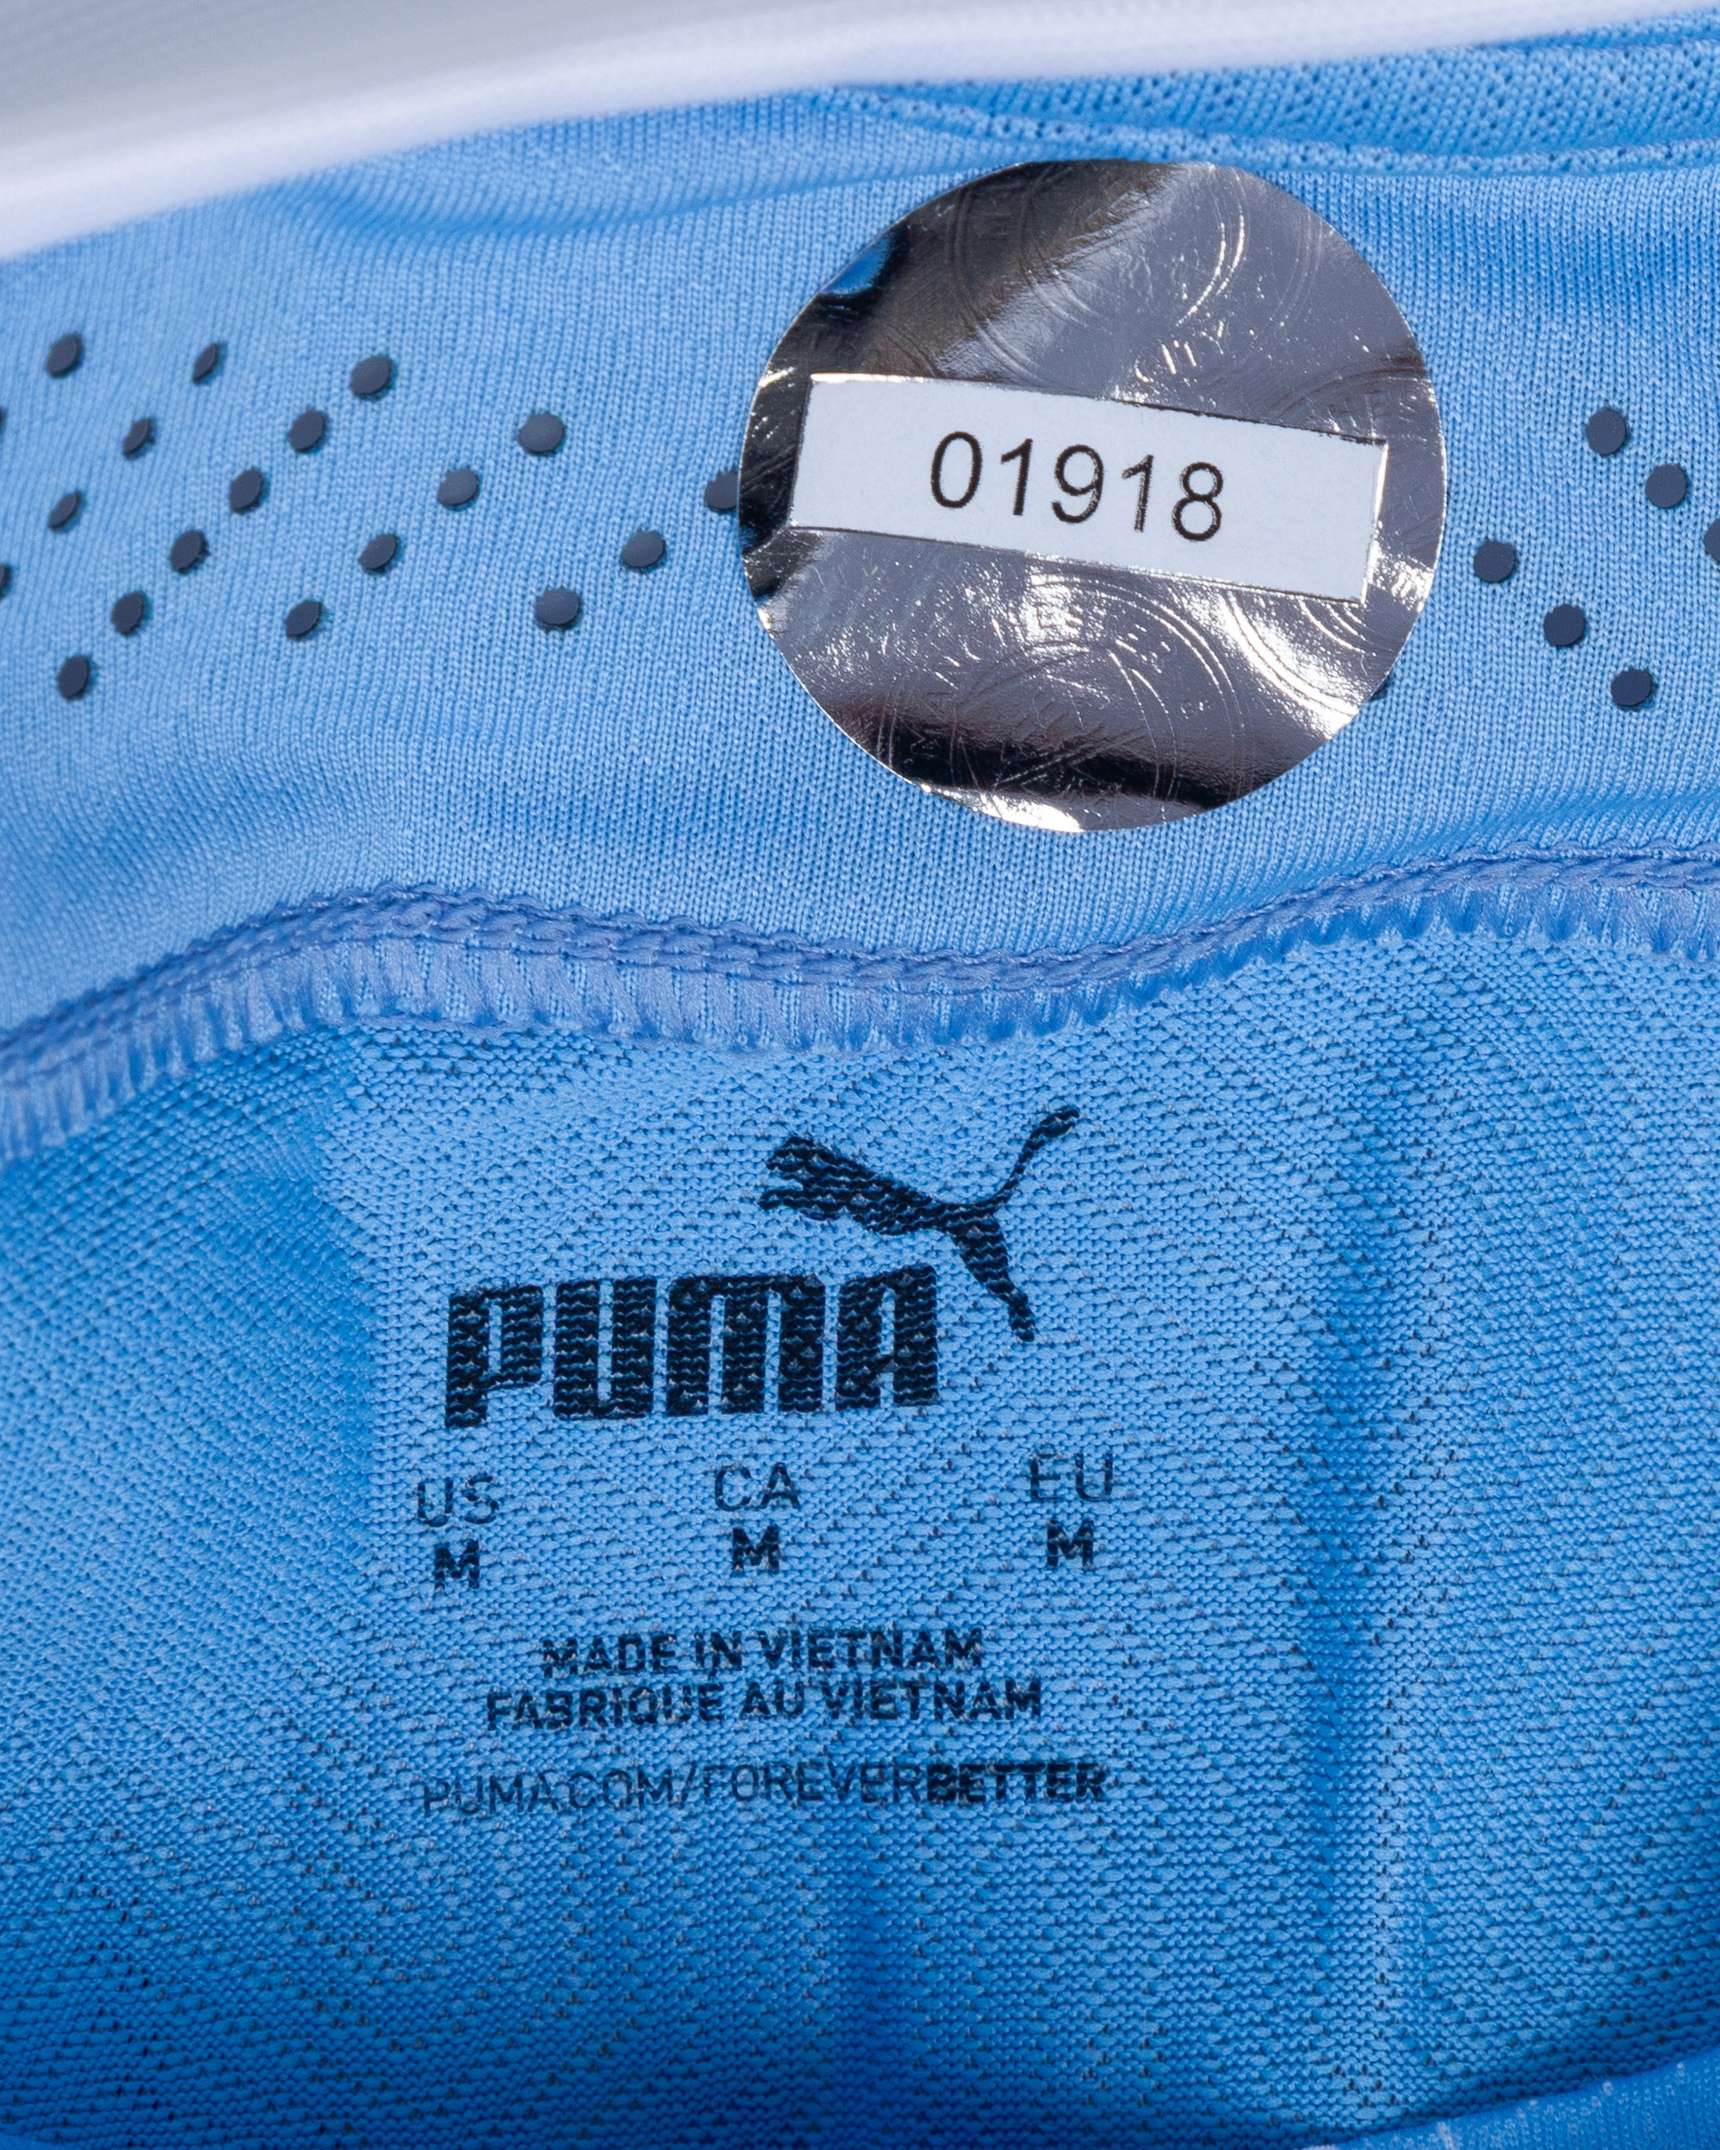 01918
PUMA
US CA EU
M M M
MADE IN VIETNAM
FABRIQUE AU VIETNAM
PUMA.COM/FOREVERBETTER